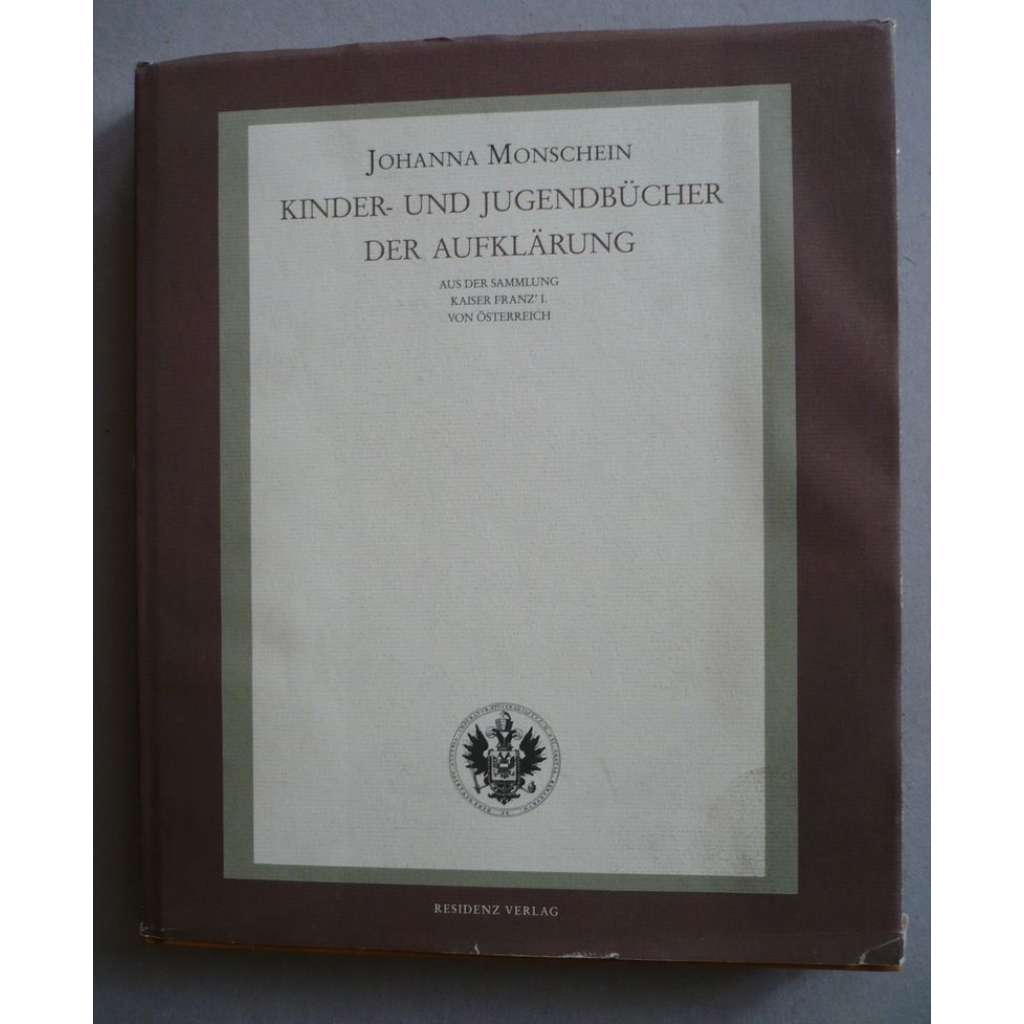 JOHANNA MONSCHEIN
KINDER- UND JUGENDBÜCHER
DER AUFKLÄRUNG
AUS DER SAMMLUNG
KAISER FRANZ' I.
VON ÖSTERREICH
RESIDENZ VERLAG